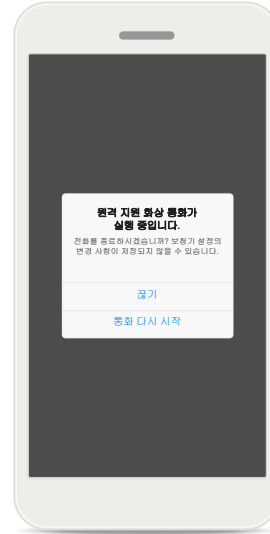 원격 지원 화상 통화가
실행 중입니다.
전화를 종료하시겠습니까? 보청기 설정의
변경 사항이 저장되지 않을 수 있습니다.
끊기
통화 다시 시작